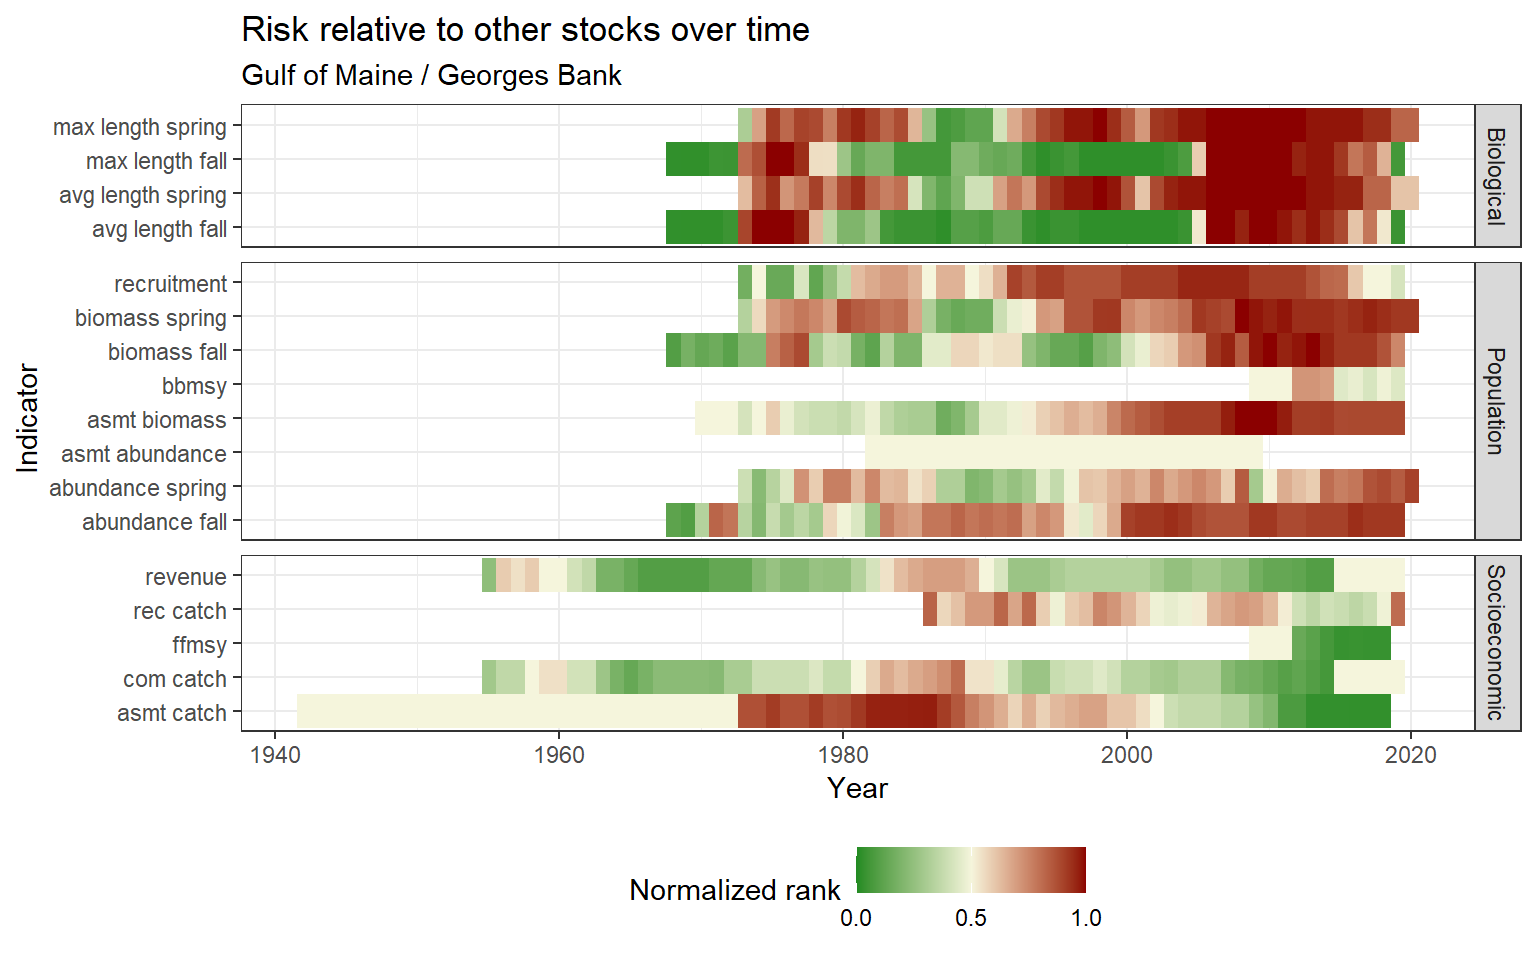 Risk relative to other stocks over time
Gulf of Maine / Georges Bank
max length spring
max length fall
avg length spring
avg length fall
Biological
recruitment
biomass spring
biomass fall
bbmsy
asmt biomass
asmt abundance
abundance spring
abundance fall
Population
revenue
rec catch
ffmsy
com catch
asmt catch
Socioeconomic
Indicator
1940 1960 1980 2000 2020
Year
Normalized rank
0.0 0.5 1.0